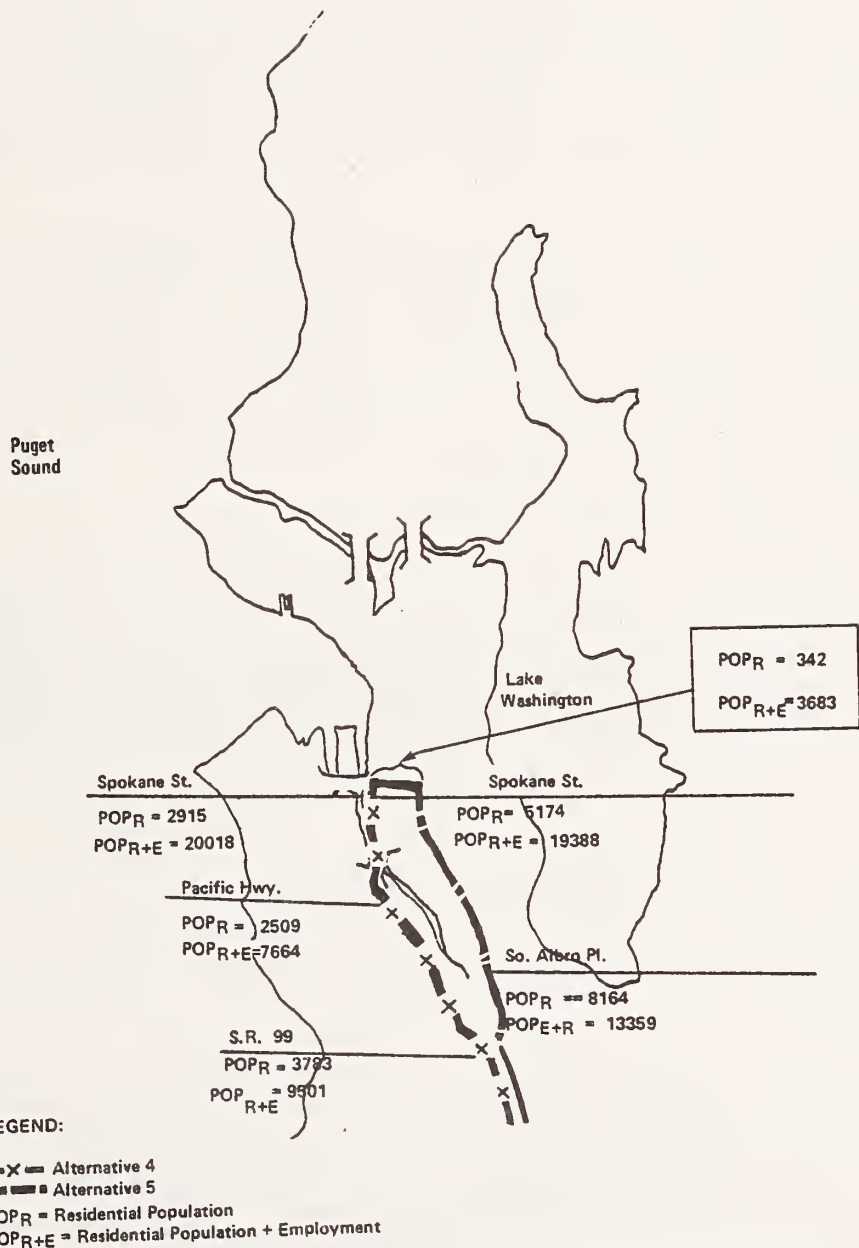 Puget
Sound
Lake
Washington
POPR = 342
POPR+E = 3683
Spokane St.
POPR = 2915
POPR+E = 20018
Spokane St.
POPR = 5174
POPR+E = 19388
Pacific Hwy.
POPR = 2509
POPR+E = 7664
So. Albro Pl.
POPR == 8164
POPE+R = 13359
S.R. 99
POPR = 3783
POPR+E = 9501
EGEND:
Alternative 4
Alternative 5
OPR = Residential Population
OPR+E = Residential Population + Employment